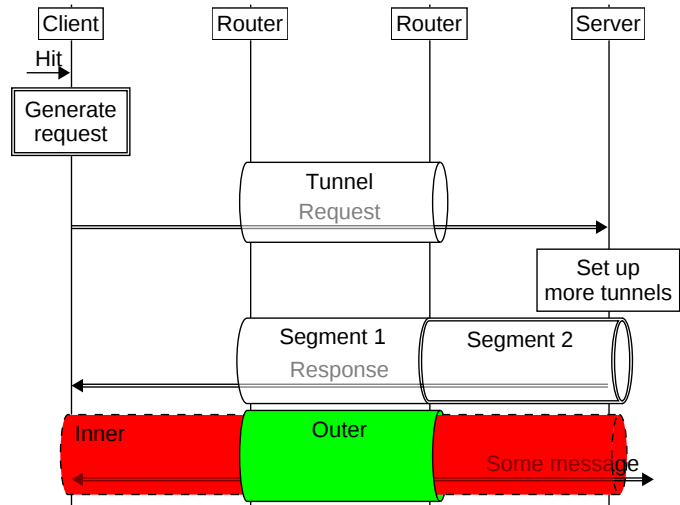 Client Router Router Server
Hit
Generate
request
Tunnel
Request
Set up
more tunnels
Segment 1 Segment 2
Response
Inner Outer
Some message